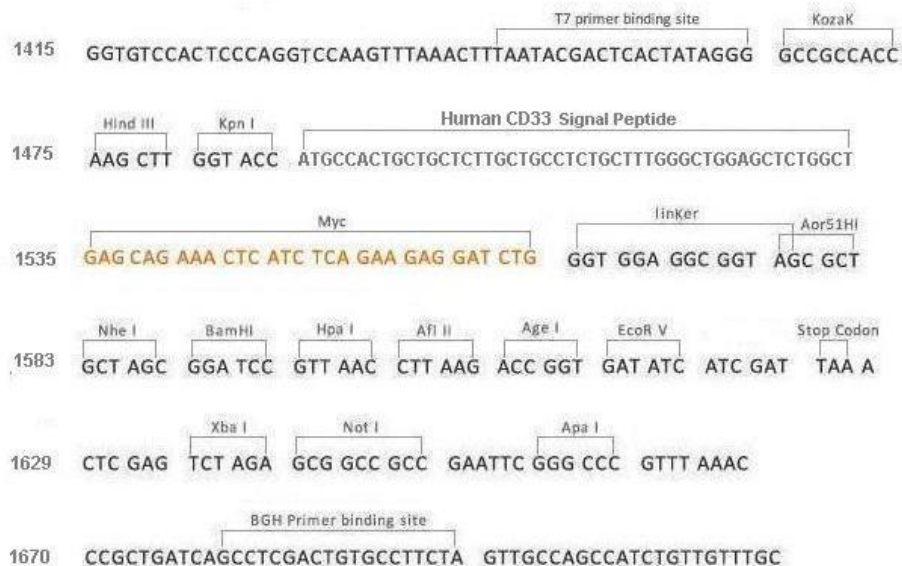 T7 primer binding site KozaK
1415 GGTGTCCACTCCCAGGTCCAAGTTTAAACTTTAATACGACTCACTATAGGG GCCGCCACC
Hind III Kpn I Human CD33 Signal Peptide
1475 AAG CTT GGT ACC ATGCCACTGCTGCTCTTGCTGCCTCTGCTTTGGGCTGGAGCTCTGGCT
Myc linKer Aor51HI
1535 GAG CAG AAA CTC ATC TCA GAA GAG GAT CTG GGT GGA GGC GGT AGC GCT
Nhe I BamHI Hpa I Afl II Age I EcoR V Stop Codon
1583 GCT AGC GGA TCC GTT AAC CTT AAG ACC GGT GAT ATC ATC GAT TAA A
Xba I Not I Apa I
1629 CTC GAG TCT AGA GCG GCCGCC GAATTC GGG CCC GTTT AAAC
BGH Primer binding site
1670 CCGCTGATCAGCCTCGACTGTGCCTTCTA GTTGCCAGCCATCTGTTGTTTGC